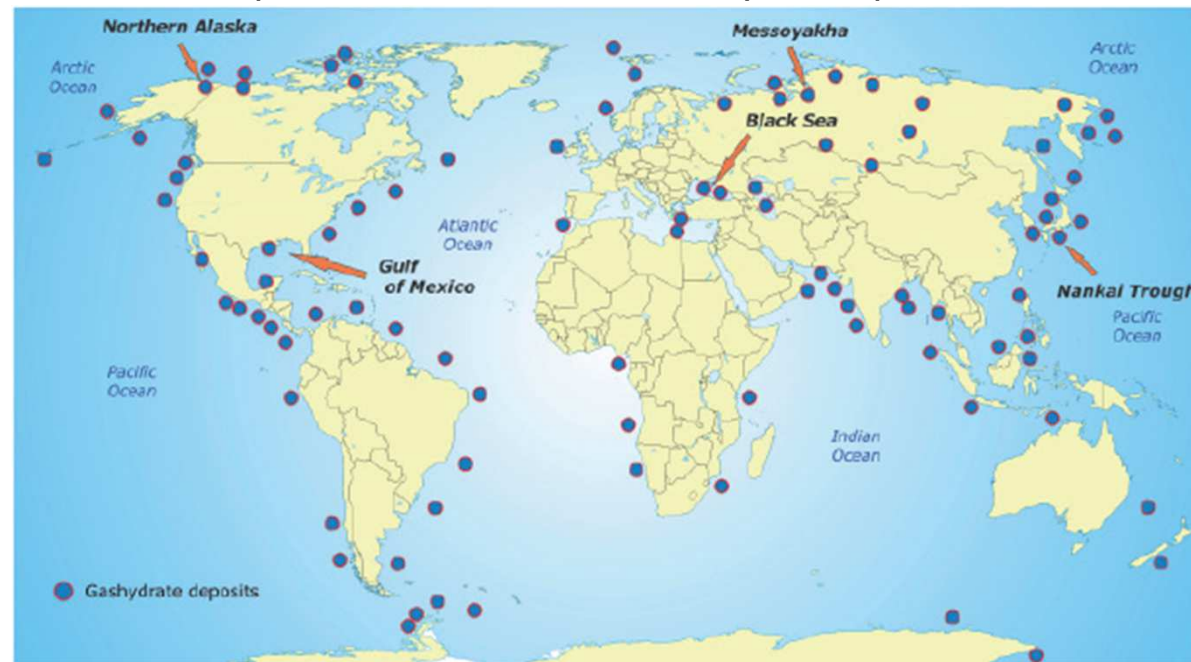 Northern Alaska
Messoyakha
Arctic
Ocean
Arctic
Ocean
Black Sea
Atlantic
Ocean
Gulf
of Mexico
Nankai Trough
Pacific
Ocean
Pacific
Ocean
Indian
Ocean
Gashydrate deposits